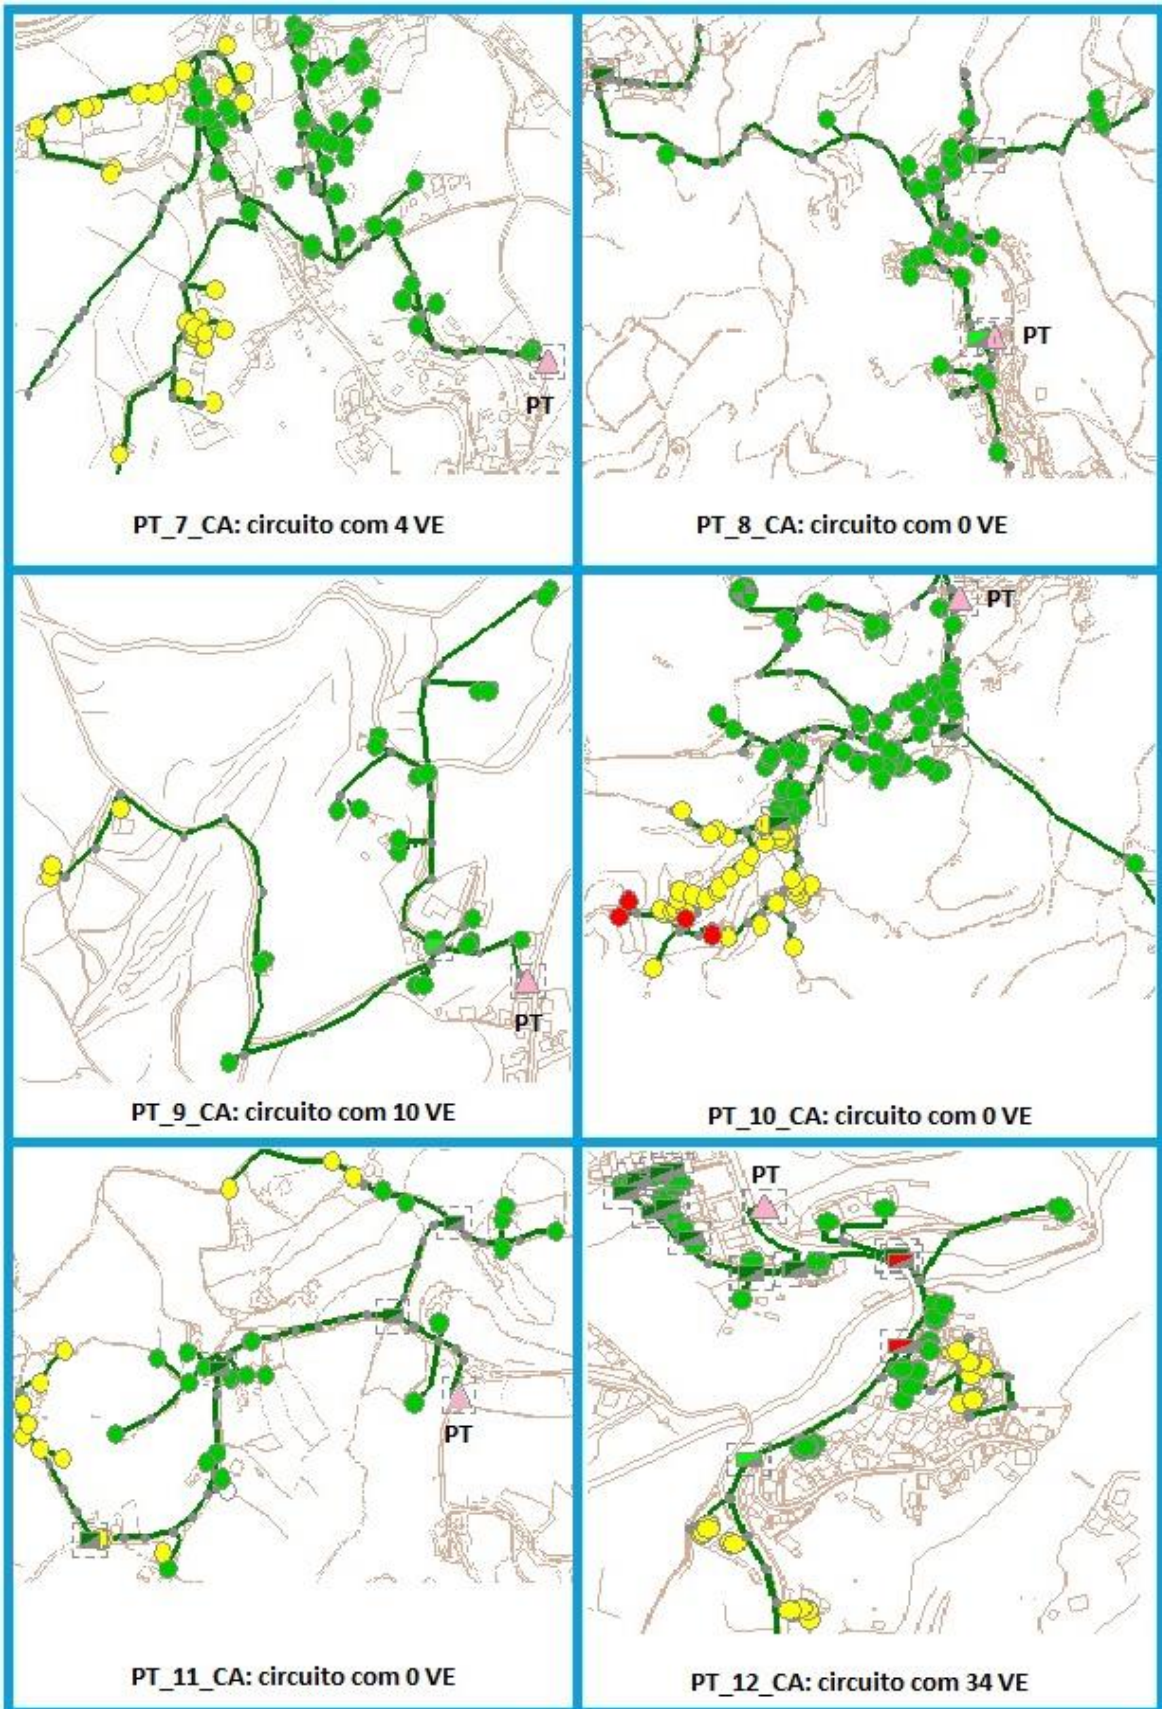 PT
PT_7_CA: circuito com 4 VE
PT
PT_8_CA: circuito com 0 VE
PT
PT_9_CA: circuito com 10 VE
PT
PT_10_CA: circuito com 0 VE
PT
PT_11_CA: circuito com 0 VE
PT
PT_12_CA: circuito com 34 VE